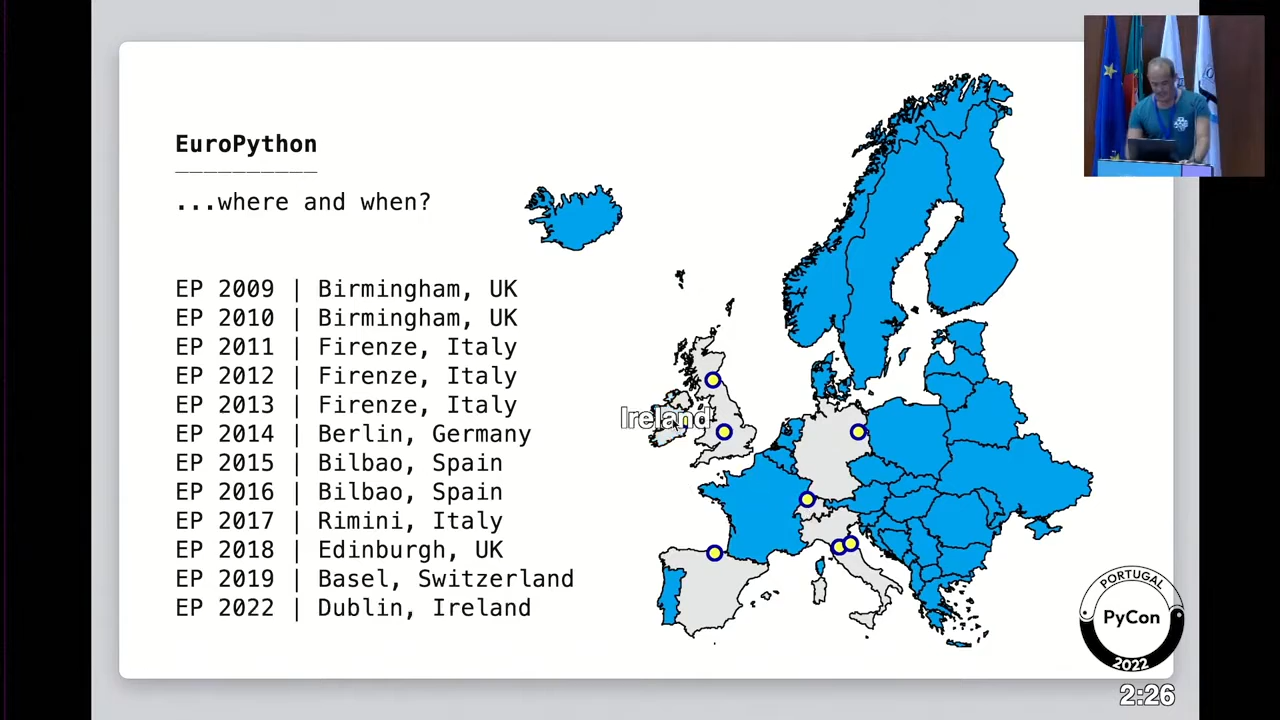 EuroPython
...where and when?
EP 2009 | Birmingham, UK
EP 2010 | Birmingham, UK
EP 2011 | Firenze, Italy
EP 2012 | Firenze, Italy
EP 2013 | Firenze, Italy
EP 2014 | Berlin, Germany
EP 2015 | Bilbao, Spain
EP 2016 | Bilbao, Spain
EP 2017 | Rimini, Italy
EP 2018 | Edinburgh, UK
EP 2019 | Basel, Switzerland
EP 2022 | Dublin, Ireland
Ireland
PORTUGAL
PyCon
2022
2:26